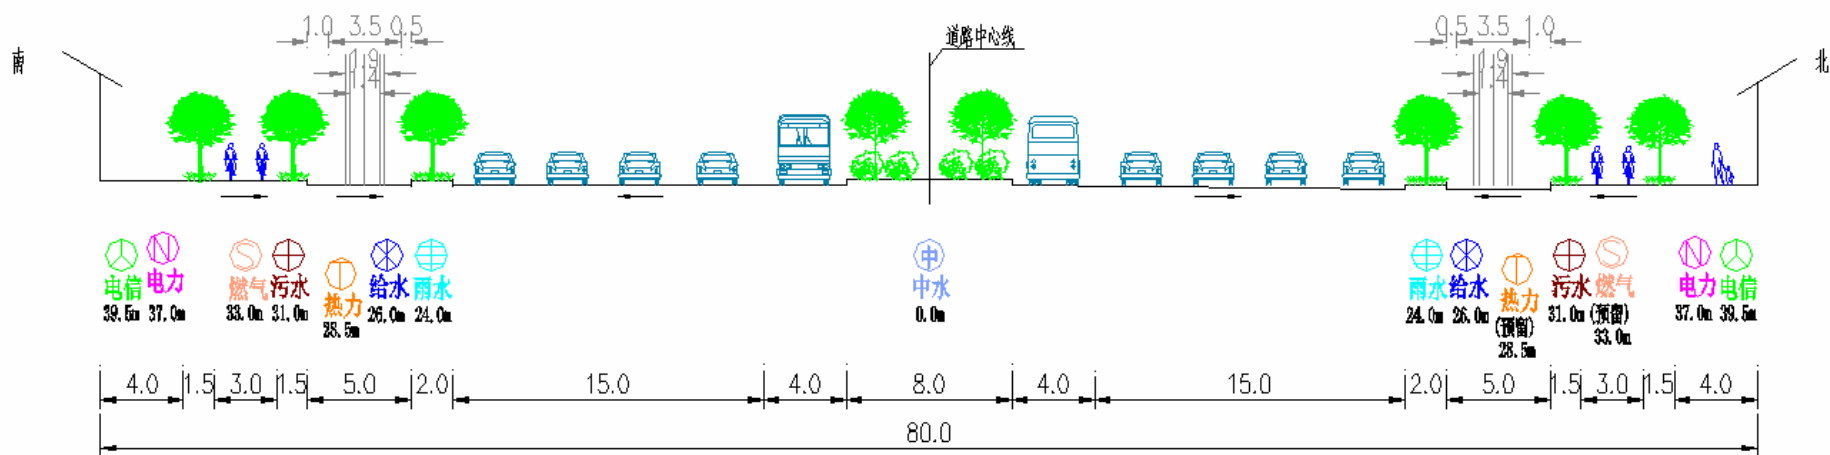 1.0 3.5 0.5 0.5 3.5 1.0
道路中心线
南 北
1.9 1.9
1.4 1.4
中
电信 电力 燃气 污水 热力 给水 雨水 中水 雨水 给水 热力 污水 燃气 电力 电信
39.5m 37.0m 33.0m 31.0m 28.5m 26.0m 24.0m 0.0m 24.0m 26.0m (预留) 28.5m 31.0m (预留) 33.0m 37.0m 39.5m
4.0 1.5 3.0 1.5 5.0 2.0 15.0 4.0 8.0 4.0 15.0 2.0 5.0 1.5 3.0 1.5 4.0
80.0